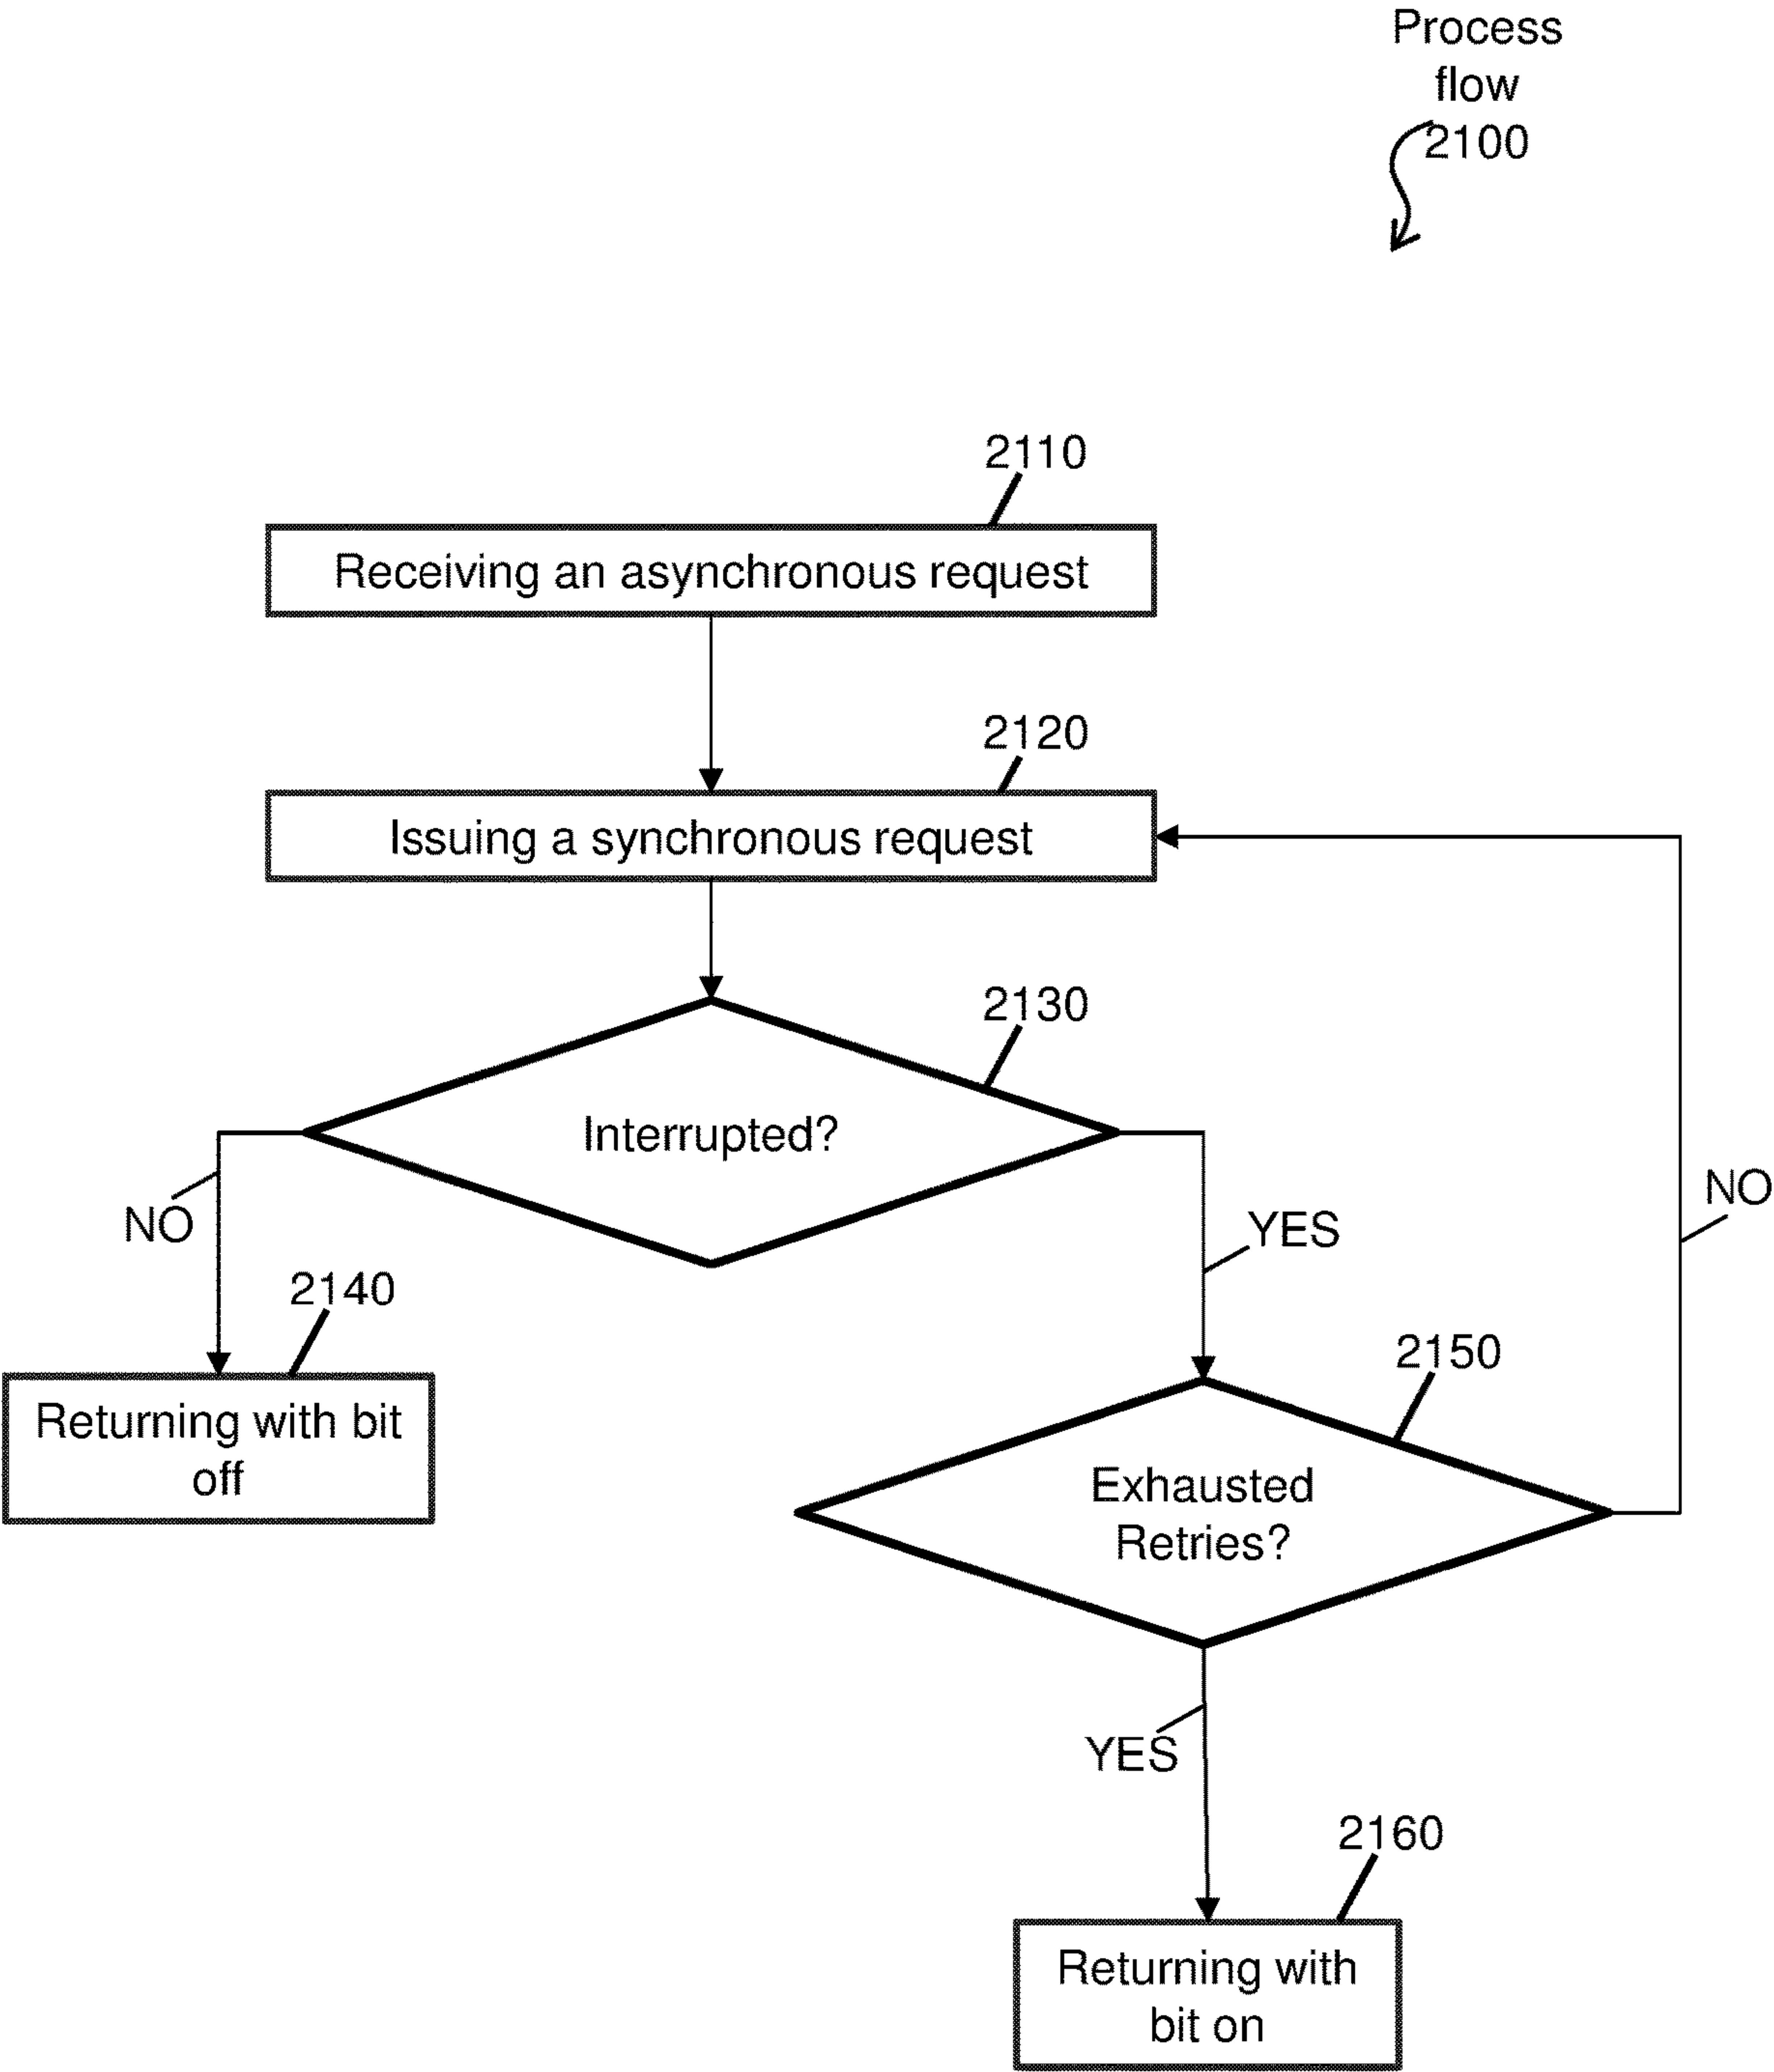 Process
flow
2100
2110
Receiving an asynchronous request
2120
Issuing a synchronous request
2130
Interrupted?
NO
YES
NO
2140
Returning with bit
off
2150
Exhausted
Retries?
YES
2160
Returning with
bit on